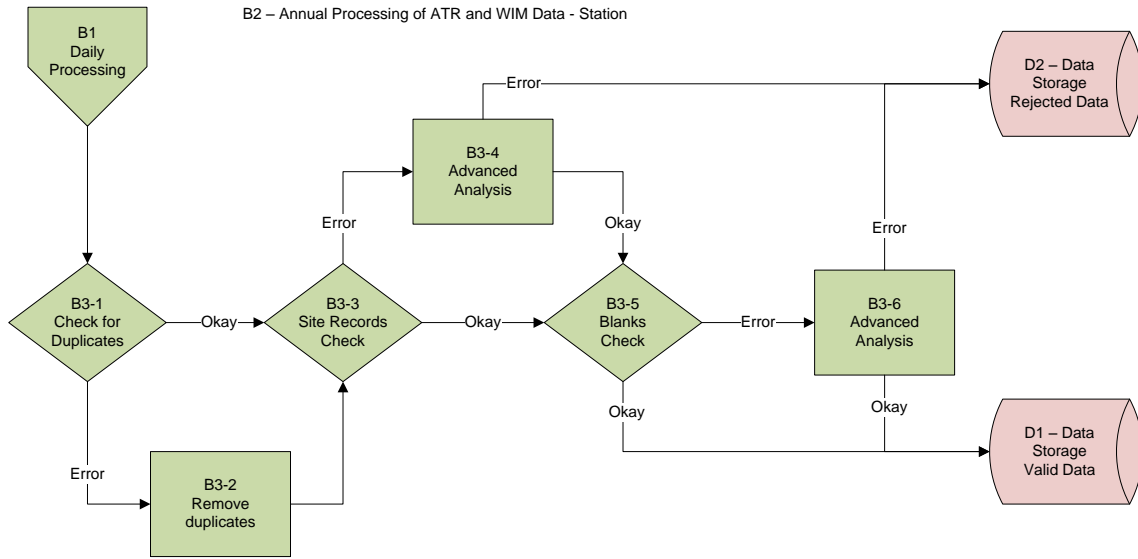 B2 – Annual Processing of ATR and WIM Data - Station
B1
Daily
Processing
D2 – Data
Storage
Rejected Data
Error
B3-4
Advanced
Analysis
Error
Okay
Error
B3-1
Check for
Duplicates
Okay
B3-3
Site Records
Check
Okay
B3-5
Blanks
Check
Error
B3-6
Advanced
Analysis
Okay
Okay
D1 – Data
Storage
Valid Data
Error
B3-2
Remove
duplicates